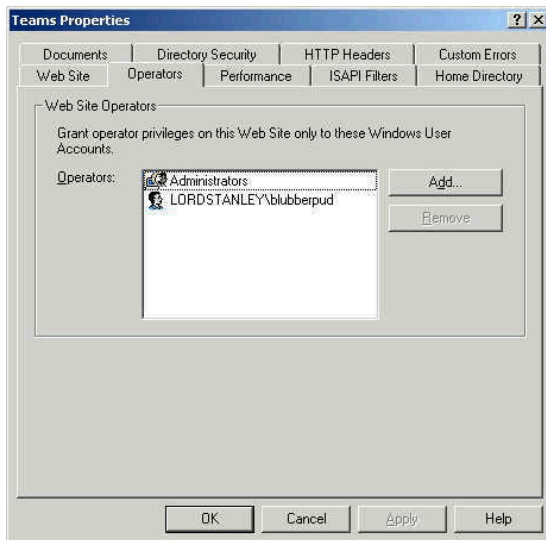 Teams Properties
? ×
Documents Directory Security HTTP Headers Custom Errors
Web Site Operators Performance ISAPI Filters Home Directory
Web Site Operators
Grant operator privileges on this Web Site only to these Windows User
Accounts.
Operators:
Administrators
Add...
LORDSTANLEY\blubberpud
Remove
OK Cancel Apply Help